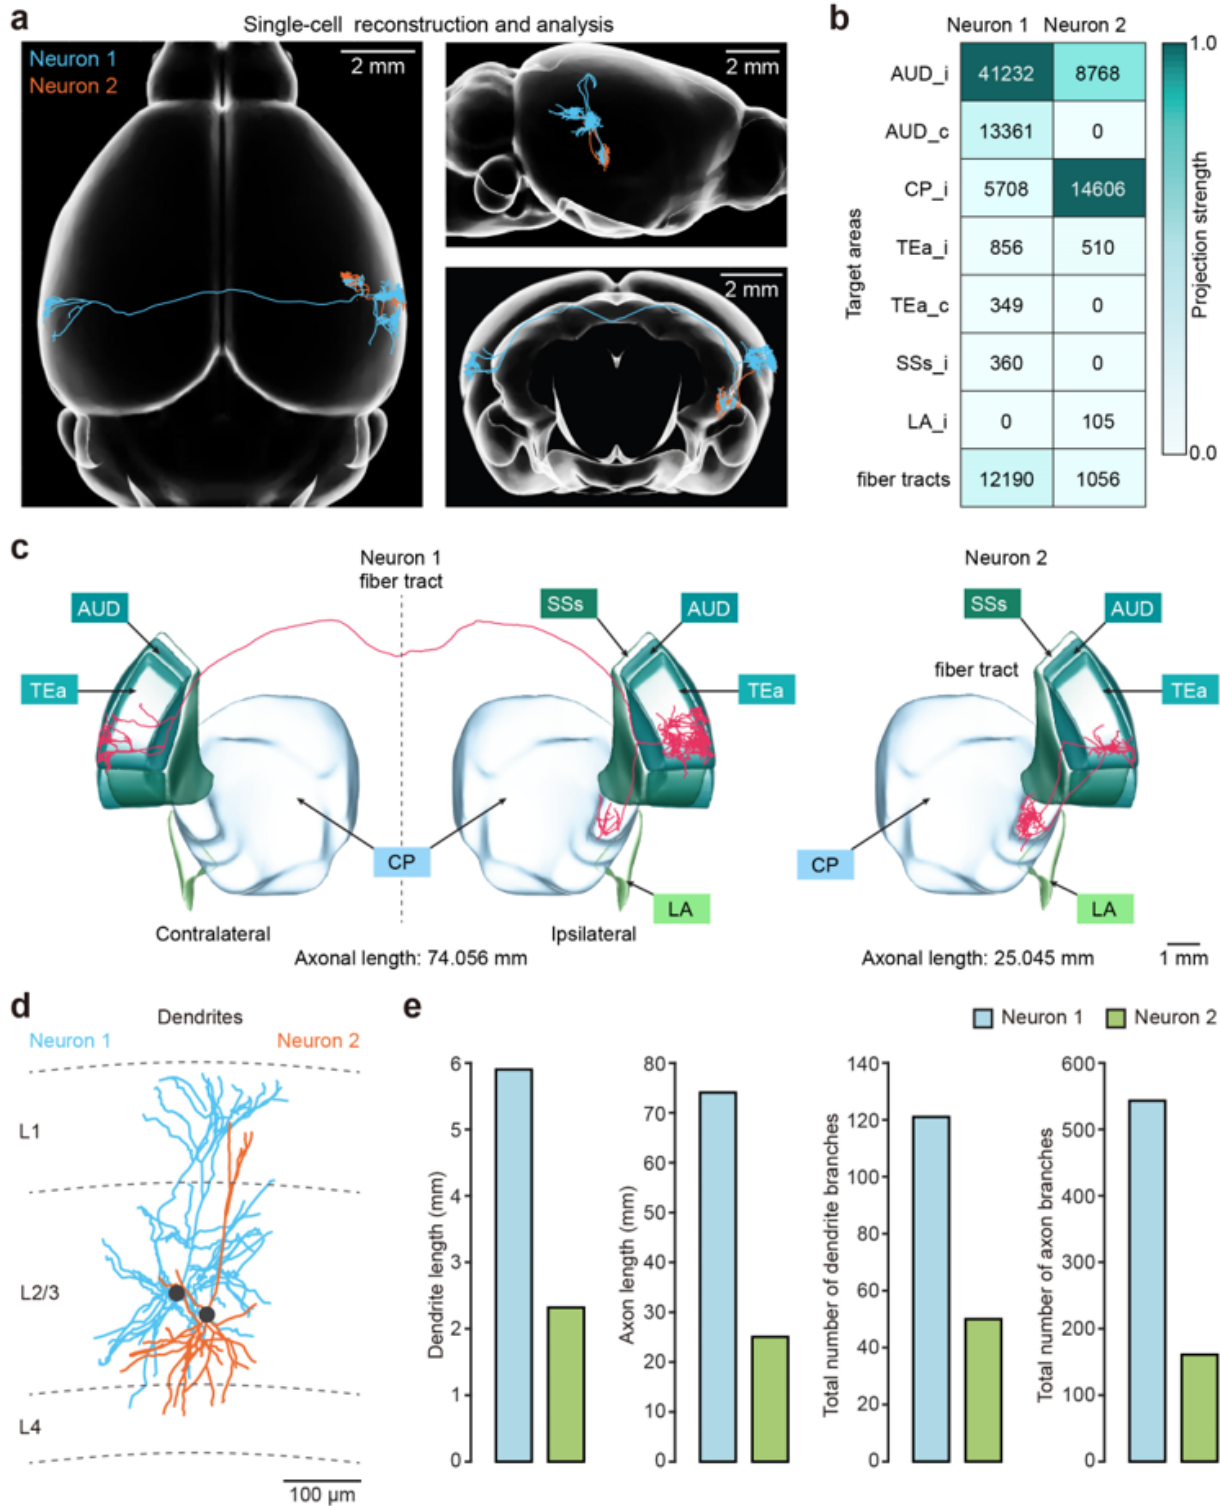 a
Single-cell reconstruction and analysis
Neuron 1
Neuron 2
2 mm
2 mm
2 mm
b
Neuron 1 Neuron 2
AUD_i 41232 8768
AUD_c 13361 0
CP_i 5708 14606
TEa_i 856 510
TEa_c 349 0
SSs_i 360 0
LA_i 0 105
fiber tracts 12190 1056
Target areas
1.0
0.0
Projection strength
c
Neuron 1
fiber tract
AUD
TEa
SSs
AUD
TEa
CP
LA
Contralateral
Ipsilateral
Axonal length: 74.056 mm
Neuron 2
SSs
AUD
fiber tract
TEa
CP
LA
Axonal length: 25.045 mm
1 mm
d
Dendrites
Neuron 1
Neuron 2
L1
L2/3
L4
100 μm
e
Neuron 1
Neuron 2
Dendrite length (mm)
6
5
4
3
2
1
0
Axon length (mm)
80
70
60
50
40
30
20
10
0
Total number of dendrite branches
140
120
100
80
60
40
20
0
Total number of axon branches
600
500
400
300
200
100
0